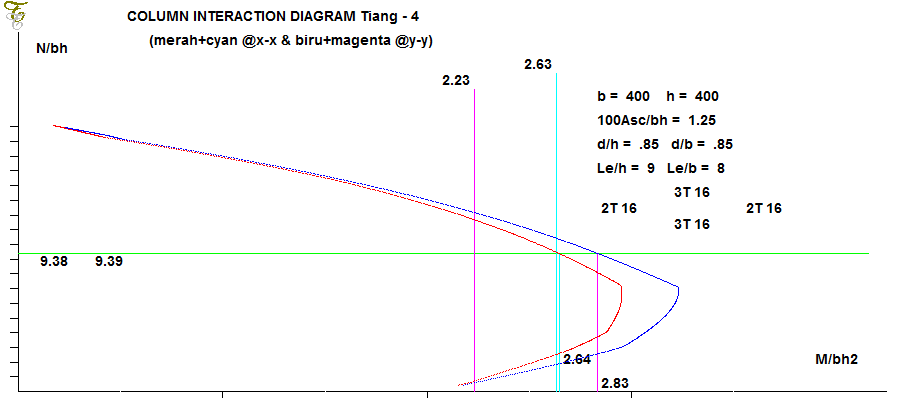 COLUMN INTERACTION DIAGRAM Tiang - 4
(merah+cyan @x-x & biru+magenta @y-y)
N/bh
2.63
2.23
b = 400 h = 400
100Asc/bh = 1.25
d/h = .85 d/b = .85
Le/h = 9 Le/b = 8
3T 16
2T 16 2T 16
3T 16
9.38 9.39
2.64
M/bh2
2.83